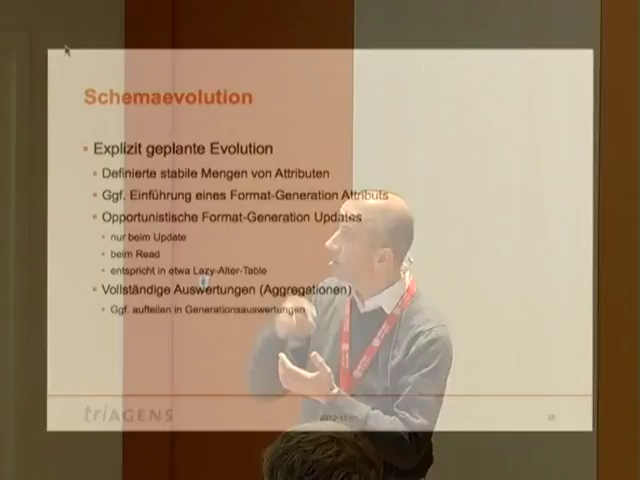 Schemaevolution
Explizit geplante Evolution
Definierte stabile Mengen von Attributen
Ggf. Einführung eines Format-Generation Attributs
Opportunistische Format-Generation Updates
nur beim Update
beim Read
entspricht in etwa Lazy-Alter-Table
Vollständige Auswertungen (Aggregationen)
Ggf. aufteilen in Generationsauswertungen
triAGENS